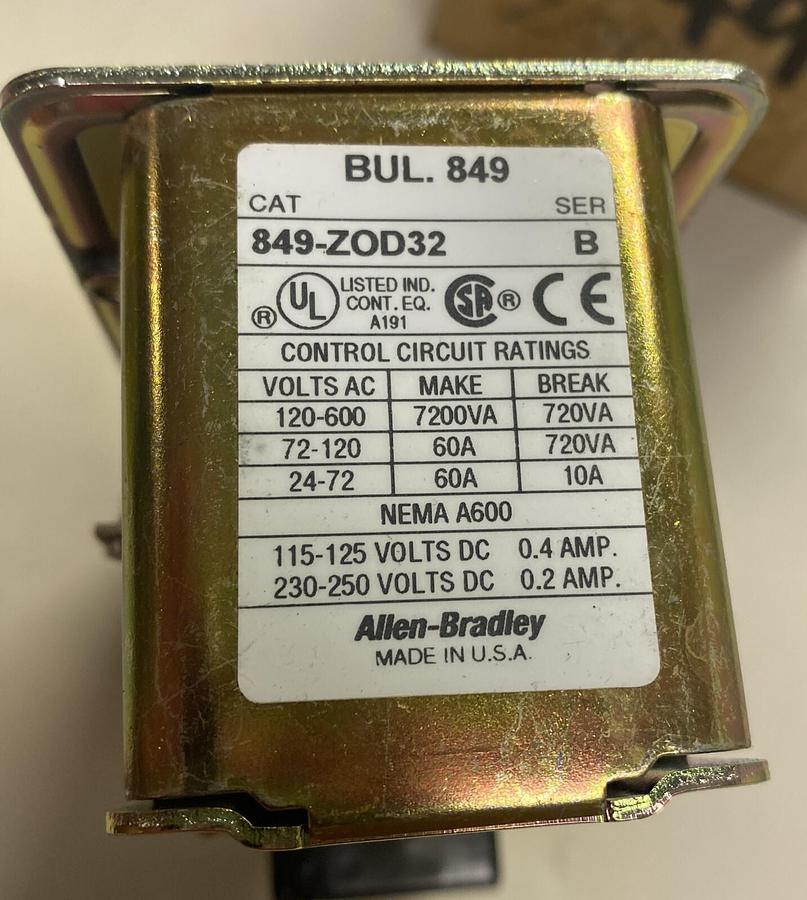 BUL. 849
CAT SER
849-ZOD32 B
® UL LISTED IND. CONT. EQ. A191 SA ® CE
CONTROL CIRCUIT RATINGS
VOLTS AC MAKE BREAK
120-600 7200VA 720VA
72-120 60A 720VA
24-72 60A 10A
NEMA A600
115-125 VOLTS DC 0.4 AMP.
230-250 VOLTS DC 0.2 AMP.
Allen-Bradley
MADE IN U.S.A.